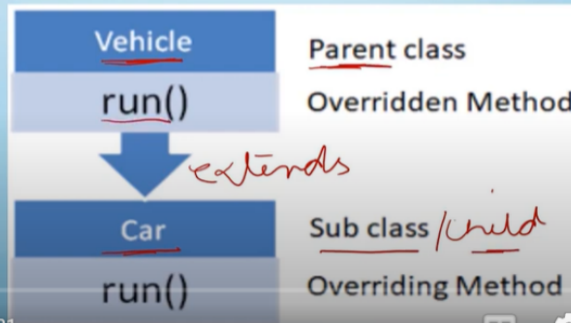 Vehicle Parent class
run() Overridden Method
extends
Car Sub class /child
run() Overriding Method